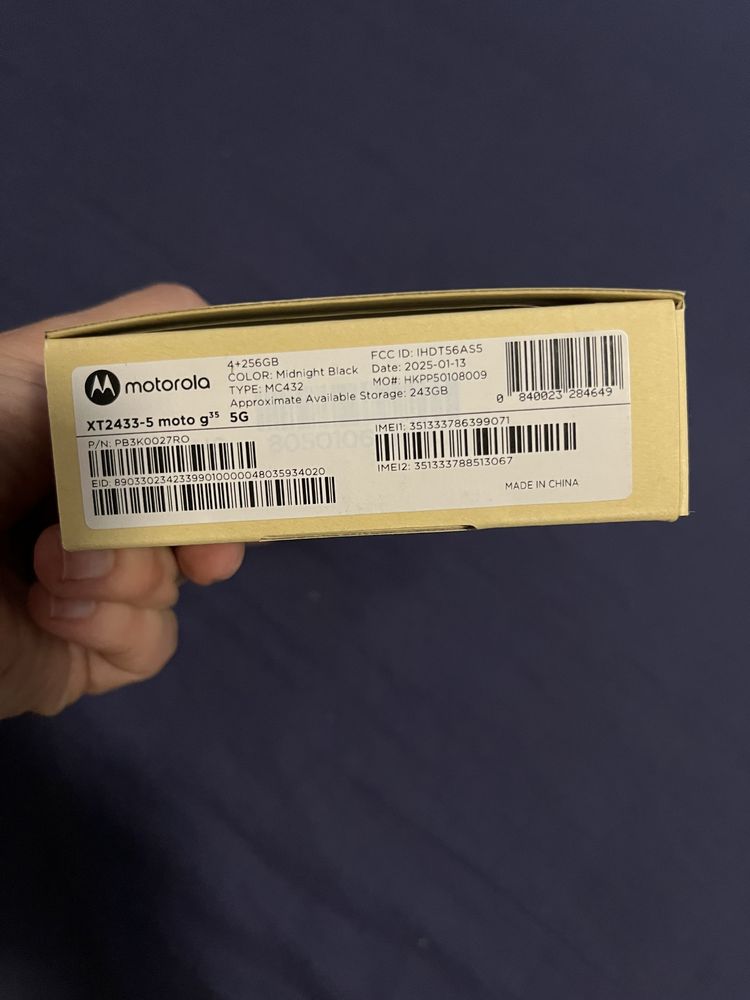 motorola
4+256GB
COLOR: Midnight Black
TYPE: MC432
Approximate Available Storage: 243GB
FCC ID: IHDT56AS5
Date: 2025-01-13
MO#: HKPP50108009
0 840023 284649
XT2433-5 moto g35 5G
P/N: PB3K0027RO
EID: 89033023423399010000048035934020
IMEI1: 351333786399071
IMEI2: 351333788513067
MADE IN CHINA